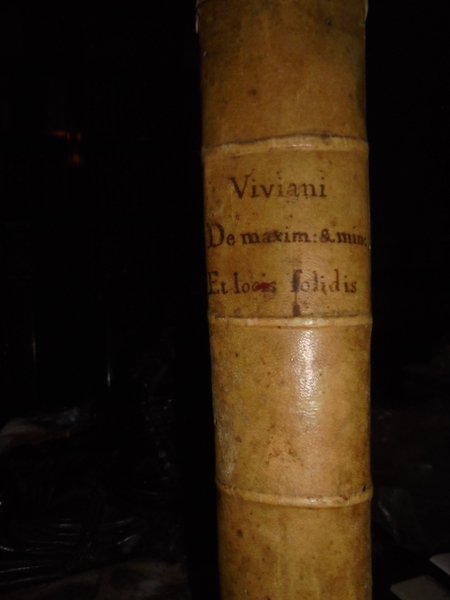 Viviani
De maxim: & min:
Et locis ſolidis